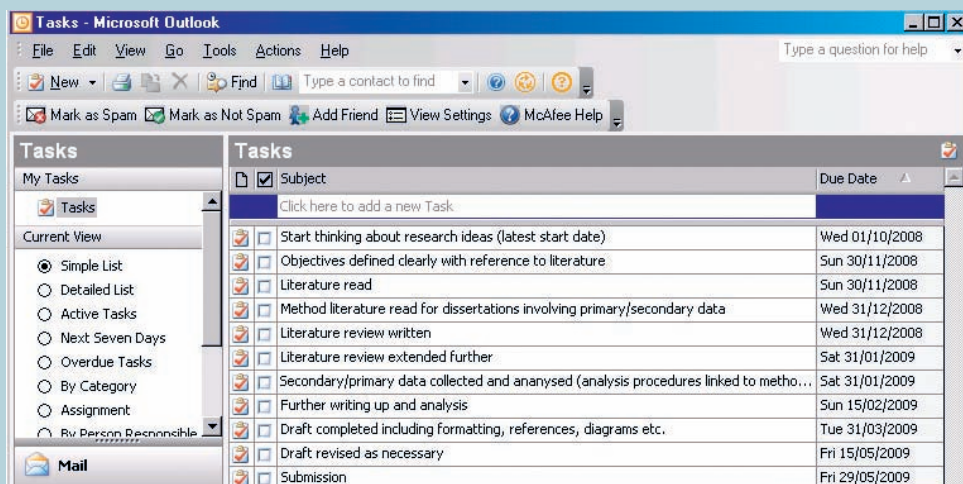 Tasks - Microsoft Outlook
File Edit View Go Tools Actions Help Type a question for help
New Find Type a contact to find
Mark as Spam Mark as Not Spam Add Friend View Settings McAfee Help
Tasks
My Tasks
Tasks
Current View
Simple List
Detailed List
Active Tasks
Next Seven Days
Overdue Tasks
By Category
Assignment
By Person Responsible
Mail
Tasks
Subject Due Date
Click here to add a new Task
Start thinking about research ideas (latest start date) Wed 01/10/2008
Objectives defined clearly with reference to literature Sun 30/11/2008
Literature read Sun 30/11/2008
Method literature read for dissertations involving primary/secondary data Wed 31/12/2008
Literature review written Wed 31/12/2008
Literature review extended further Sat 31/01/2009
Secondary/primary data collected and ananysed (analysis procedures linked to metho... Sat 31/01/2009
Further writing up and analysis Sun 15/02/2009
Draft completed including formatting, references, diagrams etc. Tue 31/03/2009
Draft revised as necessary Fri 15/05/2009
Submission Fri 29/05/2009